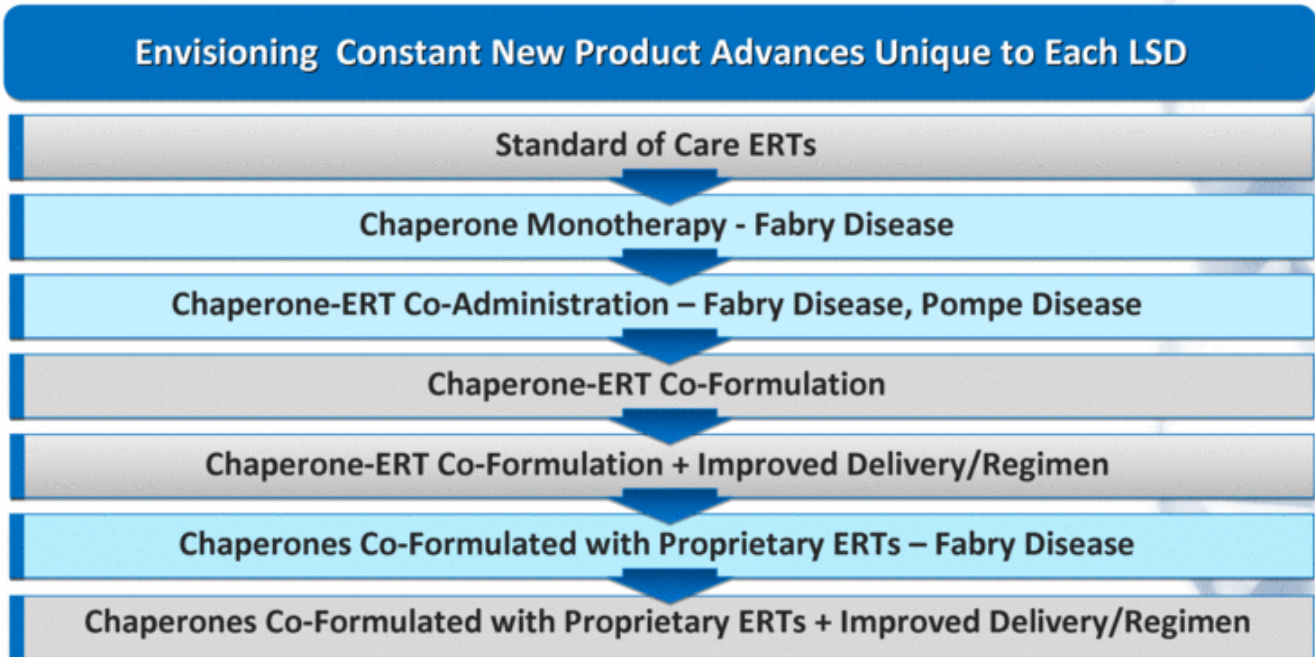 Envisioning Constant New Product Advances Unique to Each LSD
Standard of Care ERTs
Chaperone Monotherapy - Fabry Disease
Chaperone-ERT Co-Administration – Fabry Disease, Pompe Disease
Chaperone-ERT Co-Formulation
Chaperone-ERT Co-Formulation + Improved Delivery/Regimen
Chaperones Co-Formulated with Proprietary ERTs – Fabry Disease
Chaperones Co-Formulated with Proprietary ERTs + Improved Delivery/Regimen